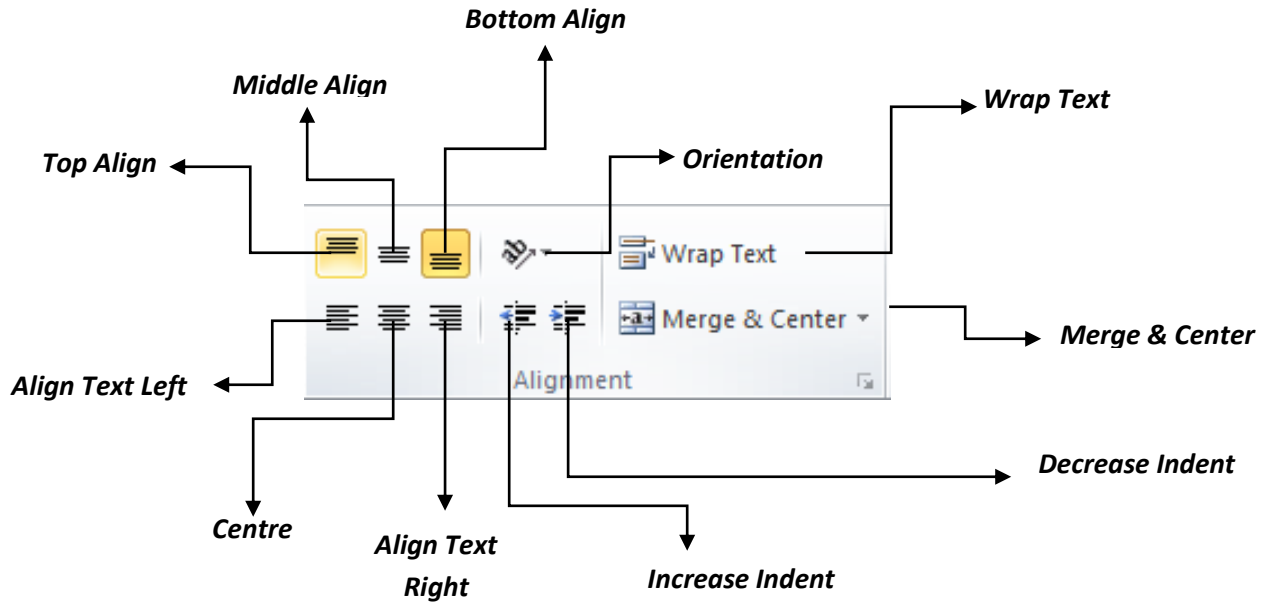 Bottom Align
Middle Align
Wrap Text
Top Align
Orientation
Wrap Text
Merge & Center
Merge & Center
Alignment
Align Text Left
Decrease Indent
Centre
Align Text
Right
Increase Indent